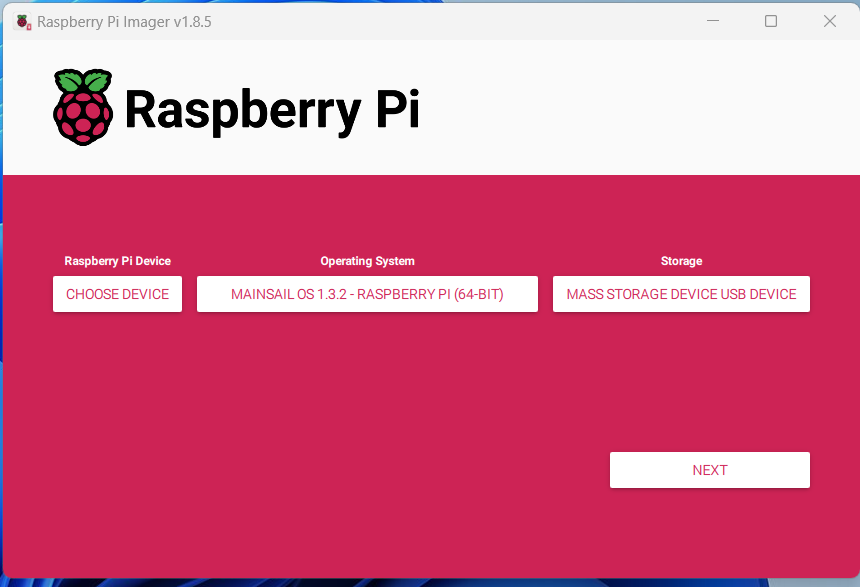 Raspberry Pi Imager v1.8.5
Raspberry Pi
Raspberry Pi Device
Operating System
Storage
CHOOSE DEVICE
MAINSAIL OS 1.3.2 - RASPBERRY PI (64-BIT)
MASS STORAGE DEVICE USB DEVICE
NEXT